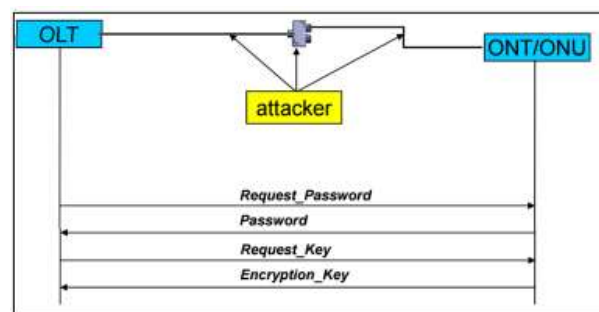 OLT
ONT/ONU
attacker
Request_Password
Password
Request_Key
Encryption_Key